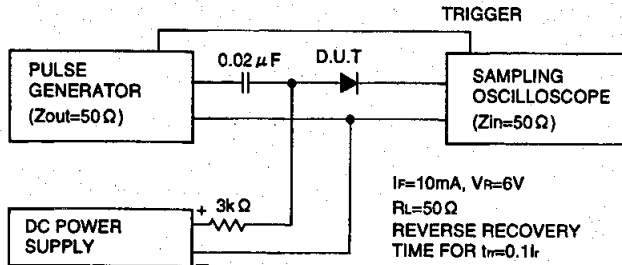 TRIGGER
0.02μF
D.U.T
PULSE
GENERATOR
(Zout=50Ω)
SAMPLING
OSCILLOSCOPE
(Zin=50Ω)
+
3kΩ
DC POWER
SUPPLY
IF=10mA, VR=6V
RL=50Ω
REVERSE RECOVERY
TIME FOR trr=0.1Ir